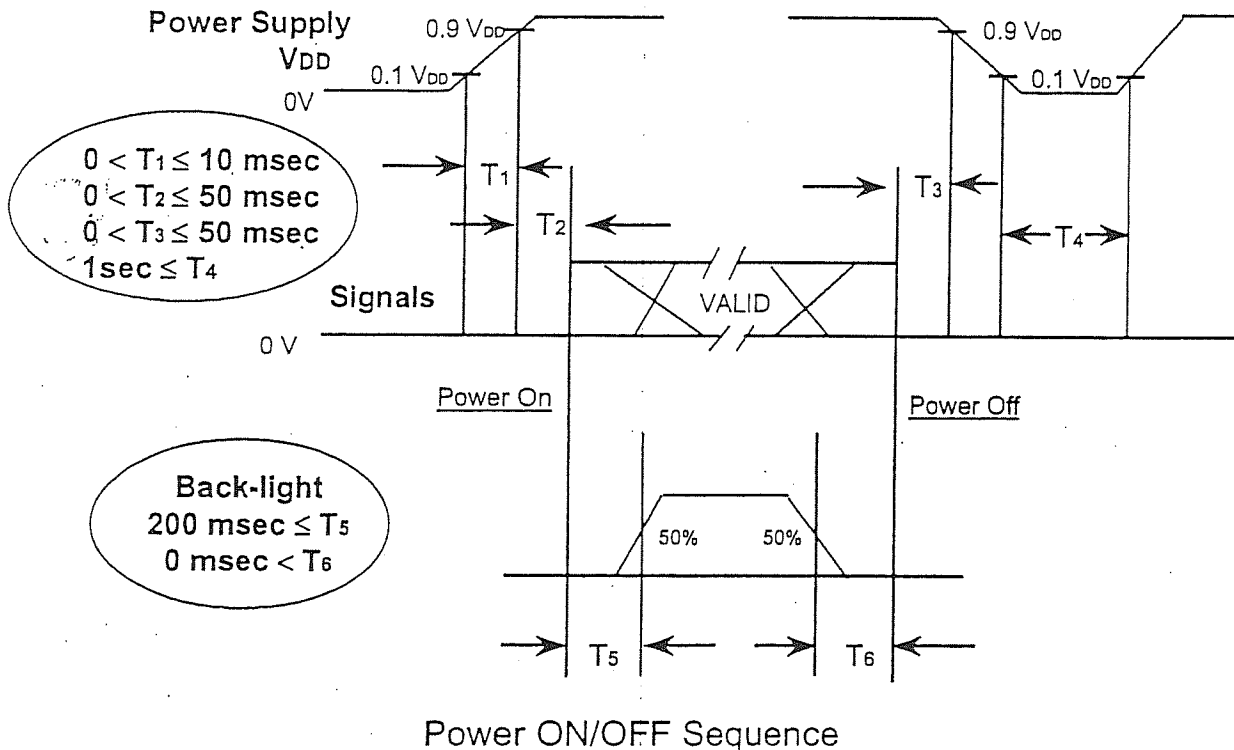 Power Supply
VDD
0.9 VDD
0.1 VDD
0V
0.9 VDD
0.1 VDD
0 < T1 ≤ 10 msec
0 < T2 ≤ 50 msec
0 < T3 ≤ 50 msec
1sec ≤ T4
T1
T2
T3
T4
Signals
VALID
0 V
Power On
Power Off
Back-light
200 msec ≤ T5
0 msec < T6
50%
50%
T5
T6
Power ON/OFF Sequence